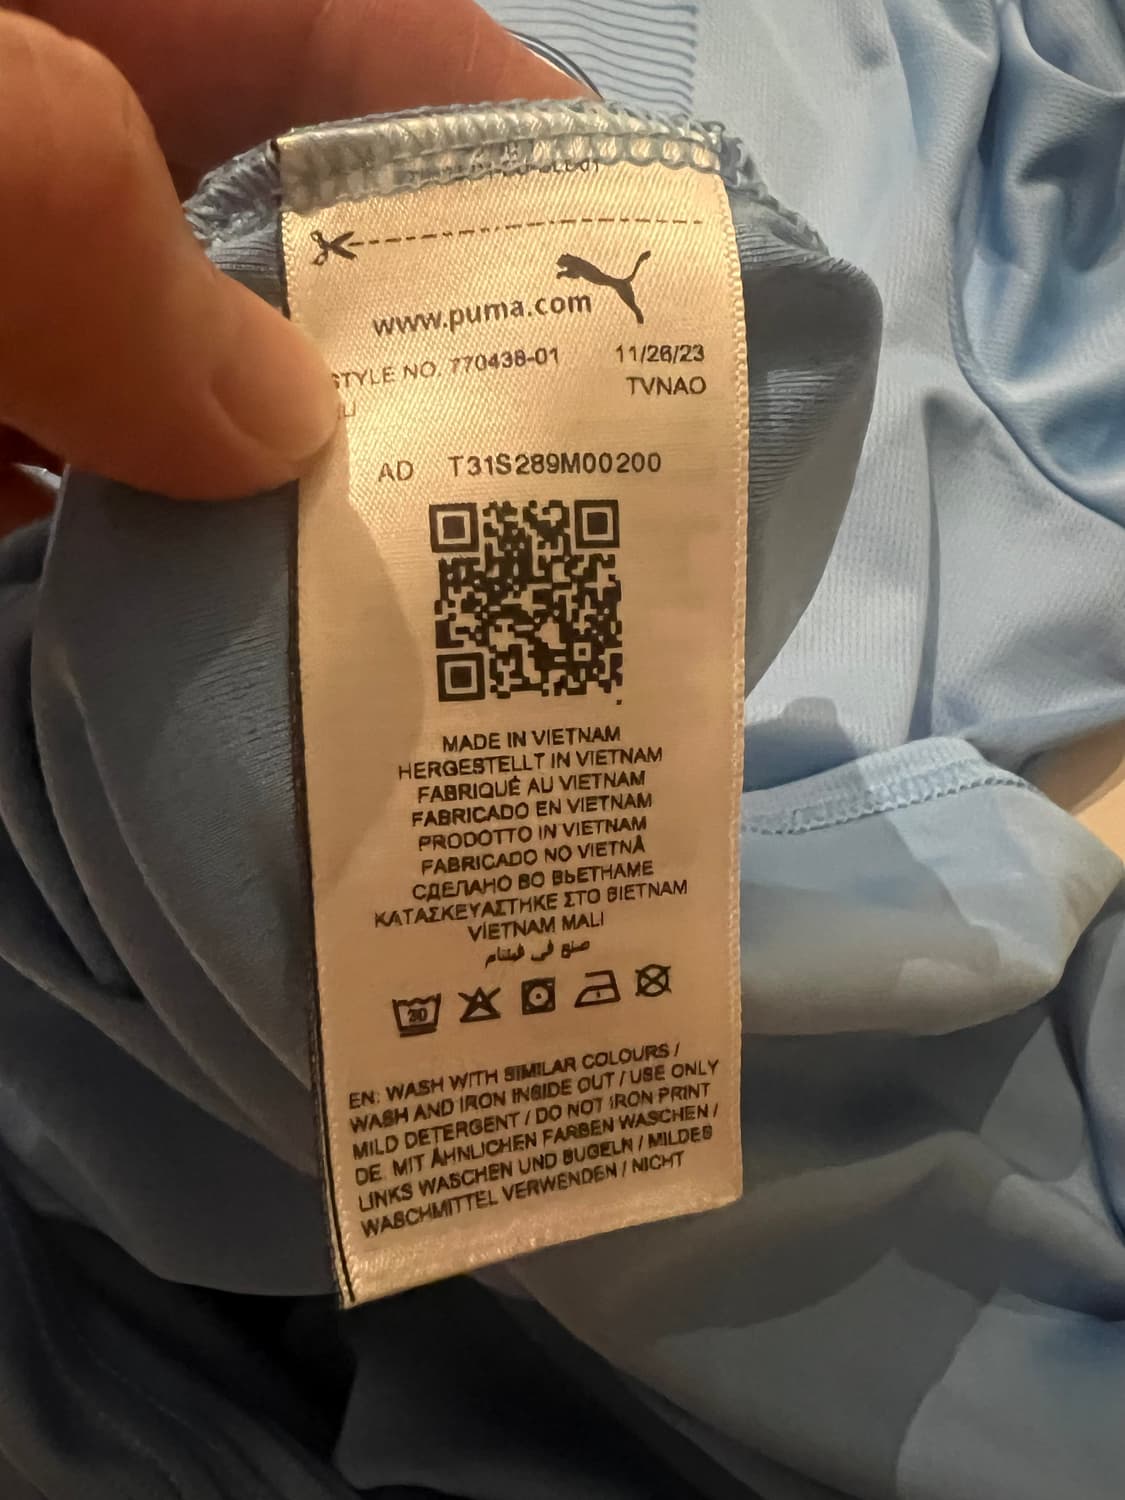 www.puma.com
STYLE NO. 770438-01 11/26/23
TVNAO
AD T31S289M00200
MADE IN VIETNAM
HERGESTELLT IN VIETNAM
FABRIQUÉ AU VIETNAM
FABRICADO EN VIETNAM
PRODOTTO IN VIETNAM
FABRICADO NO VIETNÃ
СДЕЛАНО ВО ВЬЕТНАМЕ
ΚΑΤΑΣΚΕΥΑΣΤΗΚΕ ΣΤΟ ΒΙΕΤΝΑΜ
VİETNAM MALI
صنع في فيتنام
30
EN: WASH WITH SIMILAR COLOURS /
WASH AND IRON INSIDE OUT / USE ONLY
MILD DETERGENT / DO NOT IRON PRINT
DE: MIT ÄHNLICHEN FARBEN WASCHEN /
LINKS WASCHEN UND BÜGELN / MILDES
WASCHMITTEL VERWENDEN / NICHT